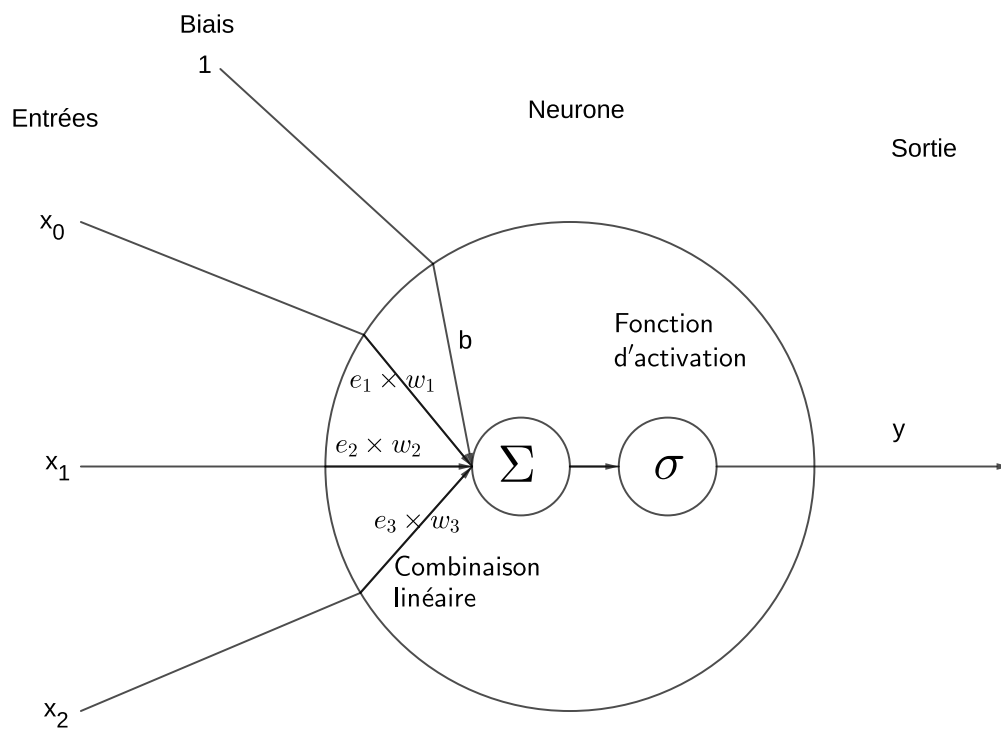 Biais
1
Entrées
Neurone
Sortie
x₀
Fonction
d'activation
b
e₁ × w₁
e₂ × w₂
x₁
Σ
σ
y
e₃ × w₃
Combinaison
linéaire
x₂